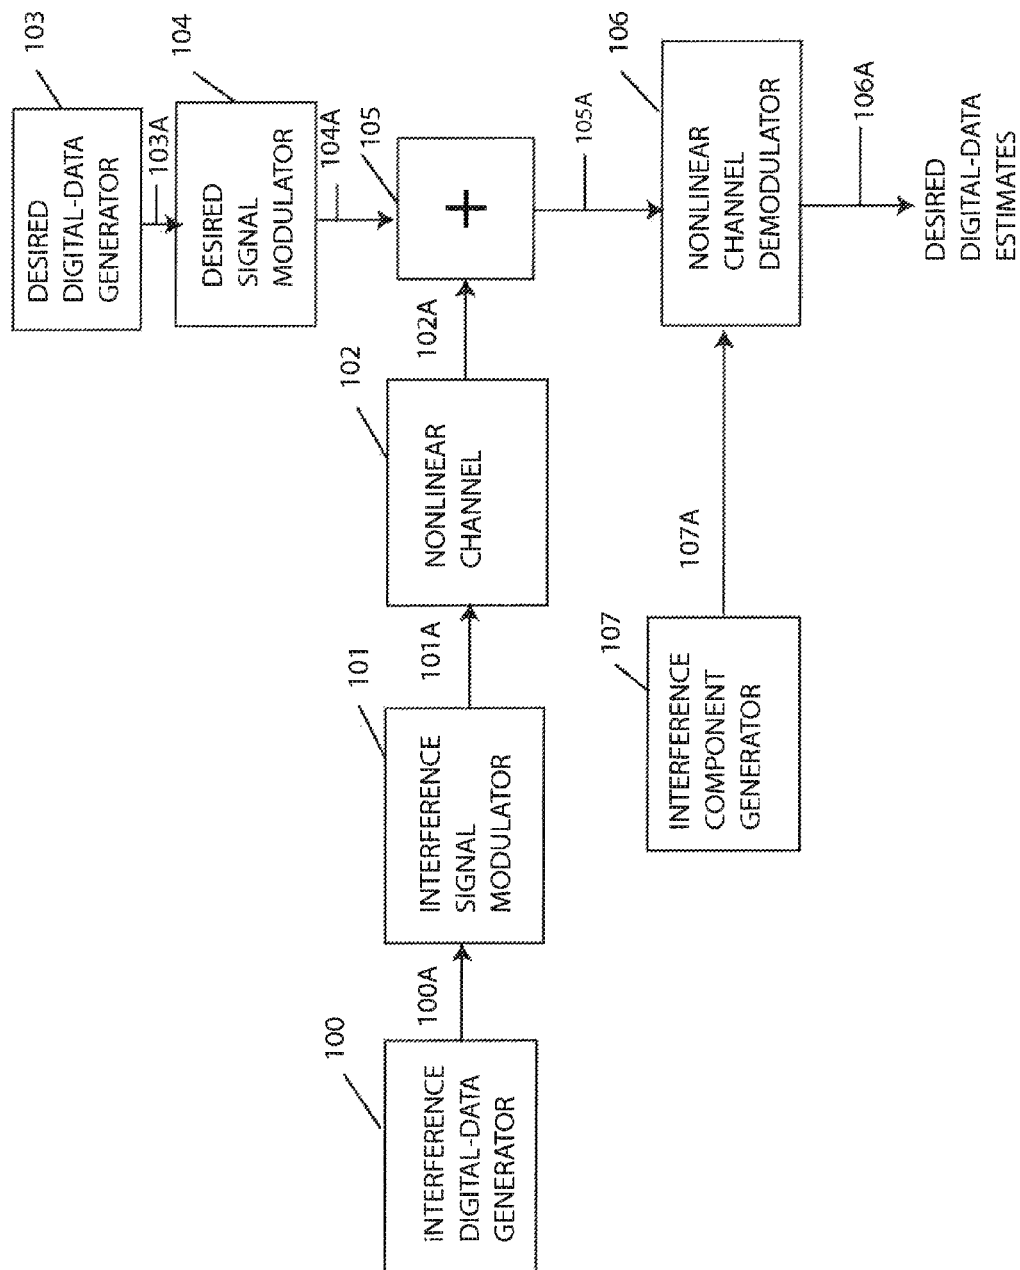 103
DESIRED
DIGITAL-DATA
GENERATOR
103A
104
DESIRED
SIGNAL
MODULATOR
104A
100
iNTERFERENCE
DIGITAL-DATA
GENERATOR
100A
101
INTERFERENCE
SiGNAL
MODULATOR
101A
102
NONLINEAR
CHANNEL
102A
105
+
105A
107
INTERFERENCE
COMPONENT
GENERATOR
107A
106
NONLINEAR
CHANNEL
DEMODULATOR
106A
DESIRED
DIGITAL-DATA
ESTIMATES